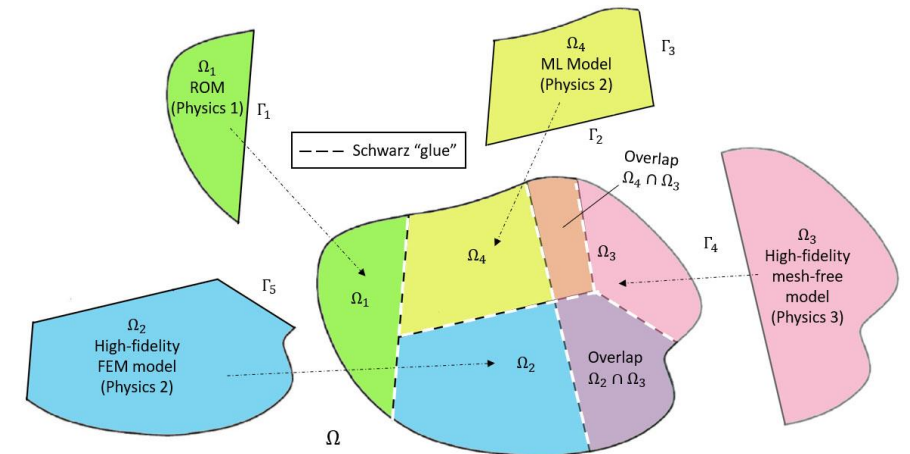 Ω₁
ROM
(Physics 1)
Γ₁
Ω₄
ML Model
(Physics 2)
Γ₃
Γ₂
Schwarz “glue”
Overlap
Ω₄ ∩ Ω₃
Ω₃
High-fidelity
mesh-free
model
(Physics 3)
Γ₄
Γ₅
Ω₂
High-fidelity
FEM model
(Physics 2)
Ω₁
Ω₄
Ω₃
Ω₂
Overlap
Ω₂ ∩ Ω₃
Ω